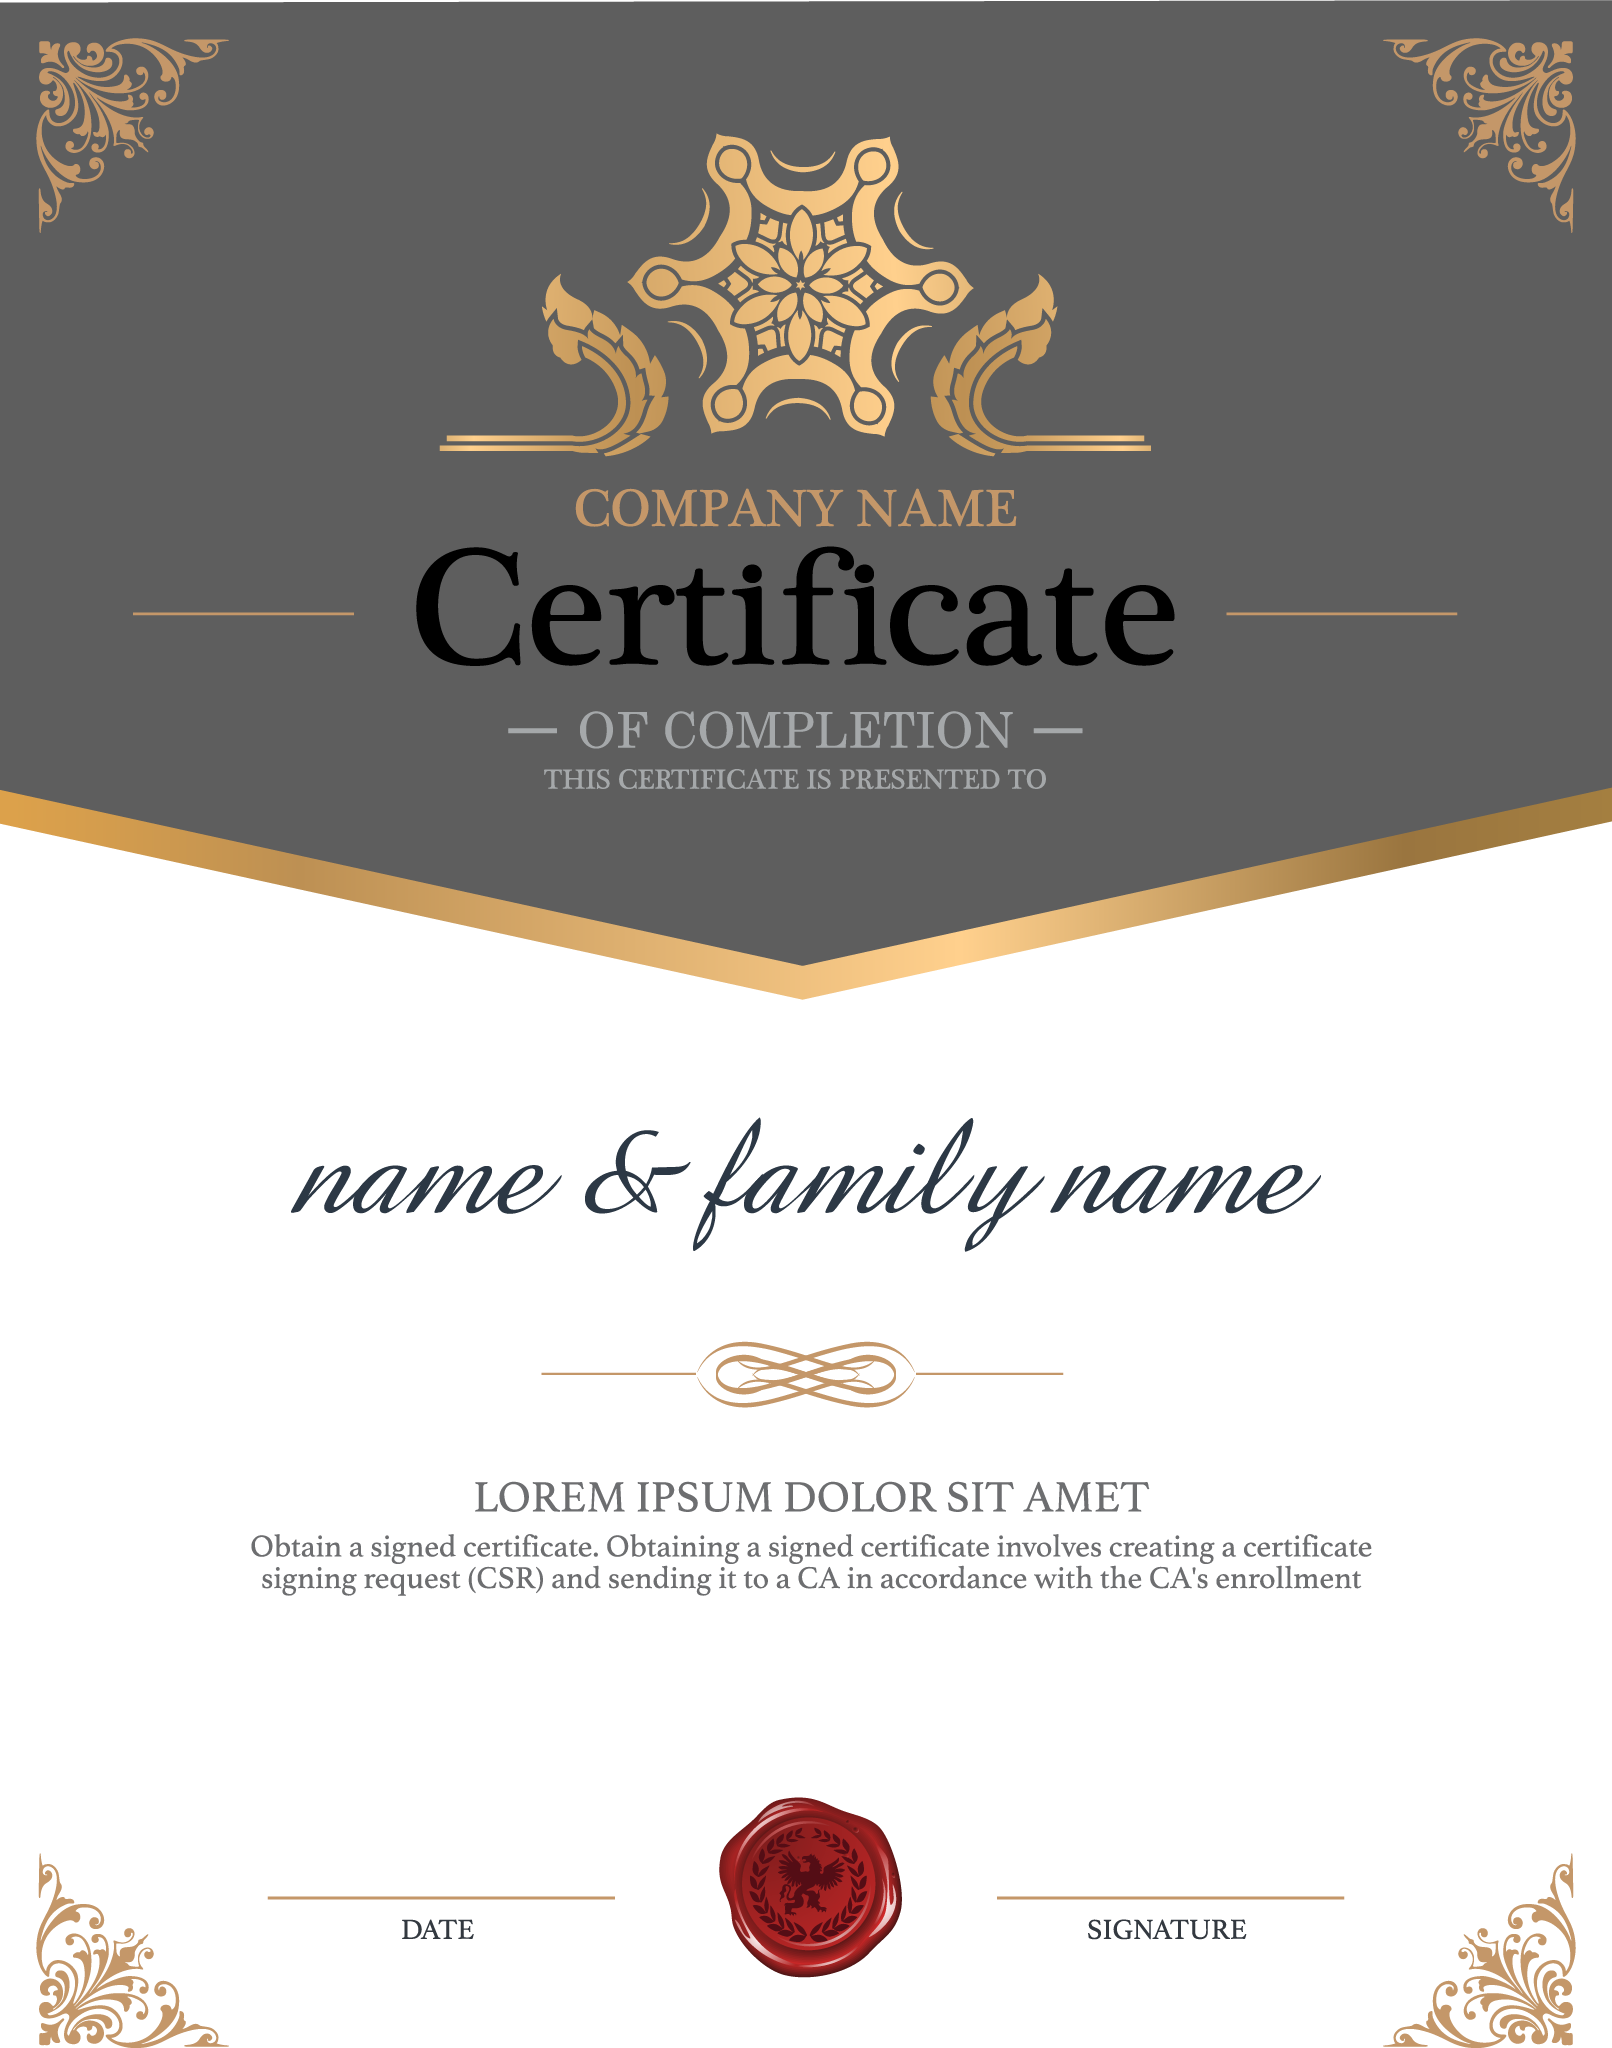 COMPANY NAME
Certificate
OF COMPLETION
THIS CERTIFICATE IS PRESENTED TO
name & family name
LOREM IPSUM DOLOR SIT AMET
Obtain a signed certificate. Obtaining a signed certificate involves creating a certificate
signing request (CSR) and sending it to a CA in accordance with the CA's enrollment
DATE
SIGNATURE